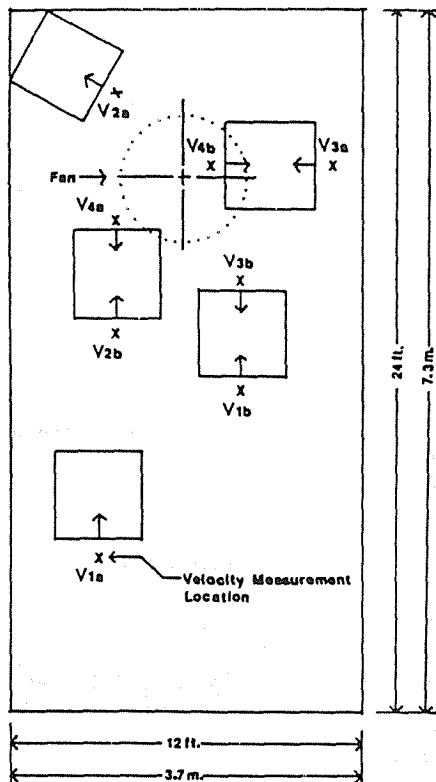 V2a
V4b
V3a
Fan
V4a
V3b
V2b
V1b
V1a
Velocity Measurement
Location
24 ft.
7.3 m.
12 ft.
3.7 m.